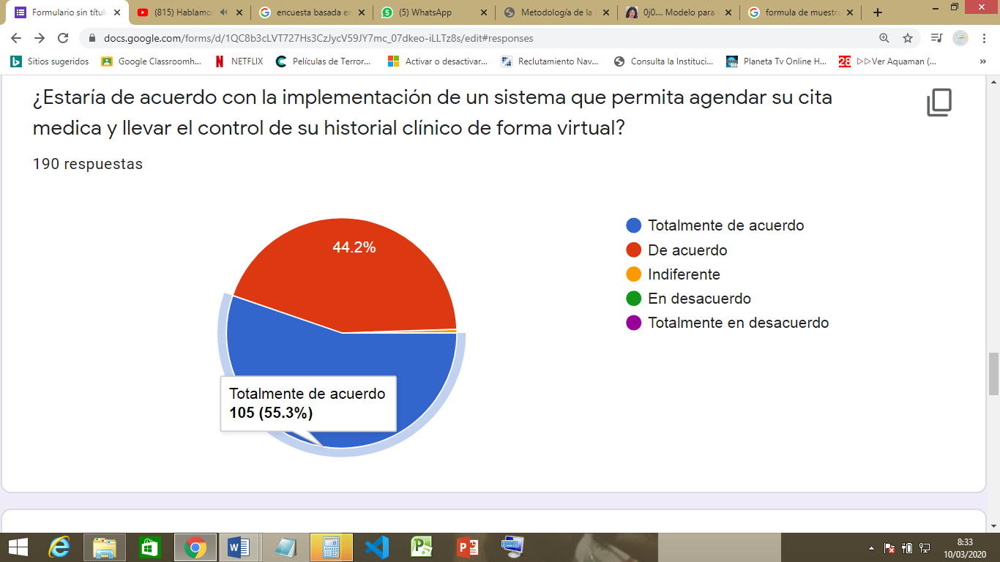 Formulario sin título
(815) Hablamos
encuesta basada en
(5) WhatsApp
Metodología de la
0j0.... Modelo para
formula de muestra
docs.google.com/forms/d/1QC8b3cLVT727Hs3CzJycV59JY7mc_07dkeo-iLLTz8s/edit#responses
Sitios sugeridos
Google Classroomh...
NETFLIX
Películas de Terror...
Activar o desactivar...
Reclutamiento Nav...
Consulta la Instituci...
Planeta Tv Online H...
28
▷▷Ver Aquaman (...
»
¿Estaría de acuerdo con la implementación de un sistema que permita agendar su cita
medica y llevar el control de su historial clínico de forma virtual?
190 respuestas
44.2%
Totalmente de acuerdo
105 (55.3%)
Totalmente de acuerdo
De acuerdo
Indiferente
En desacuerdo
Totalmente en desacuerdo
8:33
10/03/2020